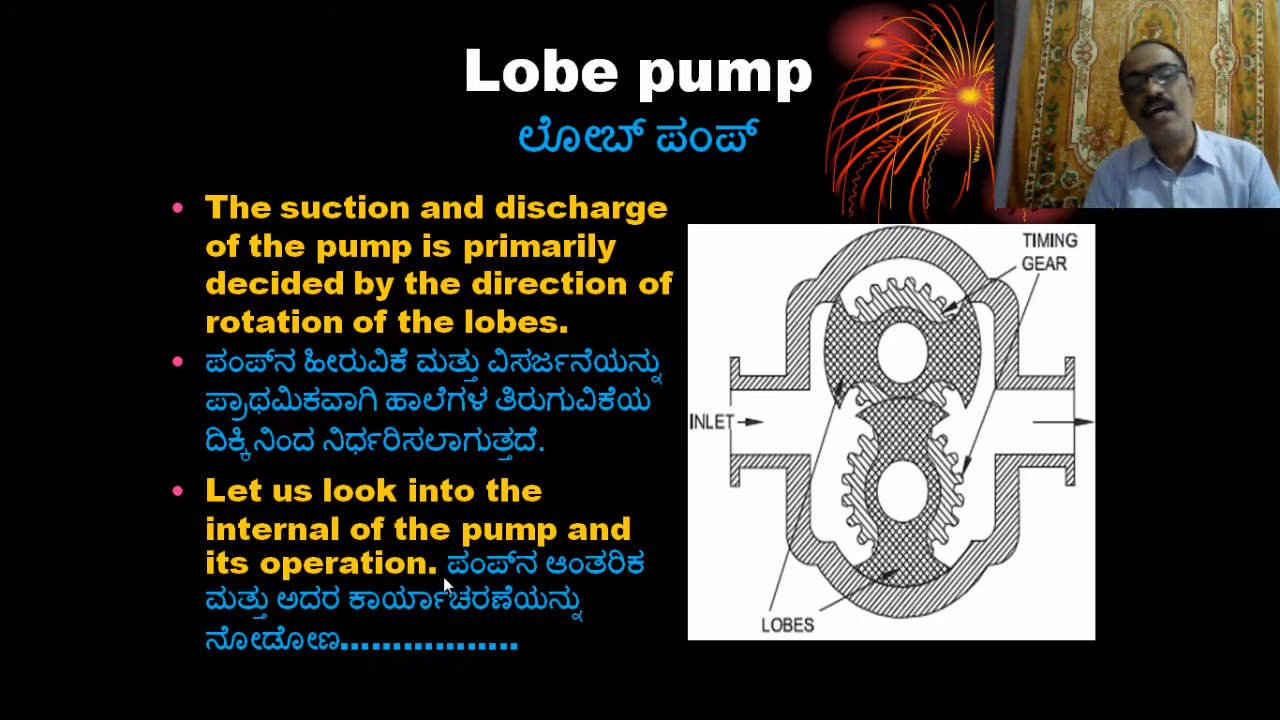 Lobe pump
ಲೋಬ್ ಪಂಪ್
• The suction and discharge
of the pump is primarily
decided by the direction of
rotation of the lobes.
• ಪಂಪ್‌ನ ಹೀರುವಿಕೆ ಮತ್ತು ವಿಸರ್ಜನೆಯನ್ನು
ಪ್ರಾಥಮಿಕವಾಗಿ ಹಾಲೆಗಳ ತಿರುಗುವಿಕೆಯ
ದಿಕ್ಕಿನಿಂದ ನಿರ್ಧರಿಸಲಾಗುತ್ತದೆ.
• Let us look into the
internal of the pump and
its operation. ಪಂಪ್‌ನ ಆಂತರಿಕ
ಮತ್ತು ಅದರ ಕಾರ್ಯಾಚರಣೆಯನ್ನು
ನೋಡೋಣ.................
TIMING
GEAR
INLET
LOBES